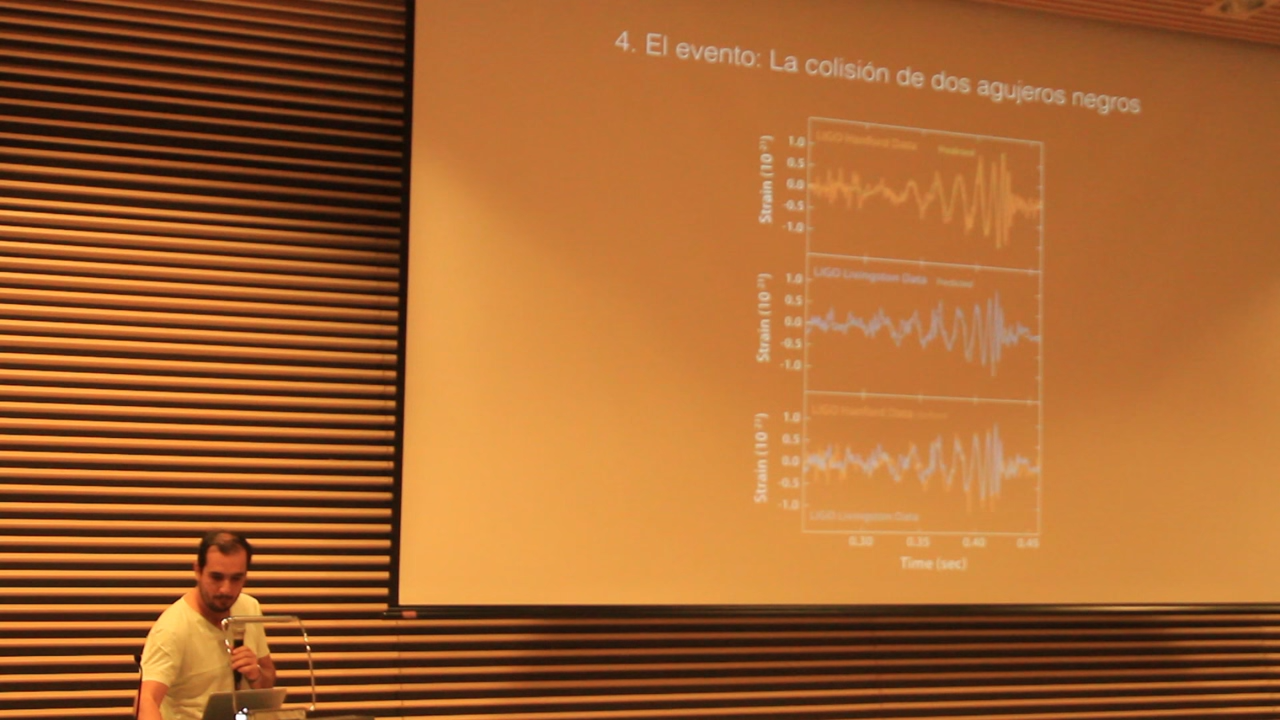 4. El evento: La colisión de dos agujeros negros
LIGO Hanford Data Predicted
1.0
0.5
0.0
-0.5
-1.0
Strain (10⁻²¹)
LIGO Livingston Data Predicted
1.0
0.5
0.0
-0.5
-1.0
Strain (10⁻²¹)
LIGO Hanford Data
1.0
0.5
0.0
-0.5
-1.0
Strain (10⁻²¹)
LIGO Livingston Data
0.30 0.35 0.40 0.45
Time (sec)